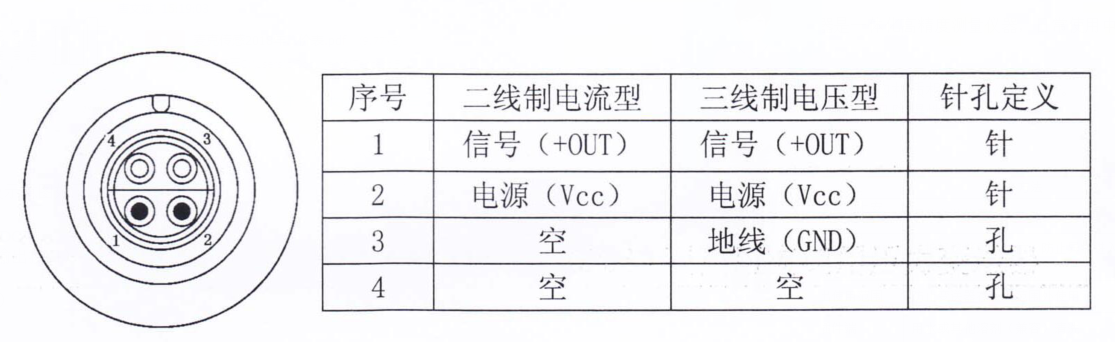 4 3
1 2
序号 二线制电流型 三线制电压型 针孔定义
1 信号（+OUT） 信号（+OUT） 针
2 电源（Vcc） 电源（Vcc） 针
3 空 地线（GND） 孔
4 空 空 孔